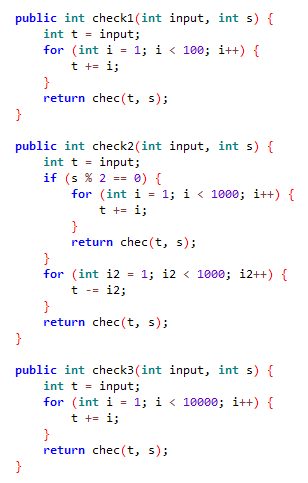 public int check1(int input, int s) {
    int t = input;
    for (int i = 1; i < 100; i++) {
        t += i;
    }
    return chec(t, s);
}

public int check2(int input, int s) {
    int t = input;
    if (s % 2 == 0) {
        for (int i = 1; i < 1000; i++) {
            t += i;
        }
        return chec(t, s);
    }
    for (int i2 = 1; i2 < 1000; i2++) {
        t -= i2;
    }
    return chec(t, s);
}

public int check3(int input, int s) {
    int t = input;
    for (int i = 1; i < 10000; i++) {
        t += i;
    }
    return chec(t, s);
}